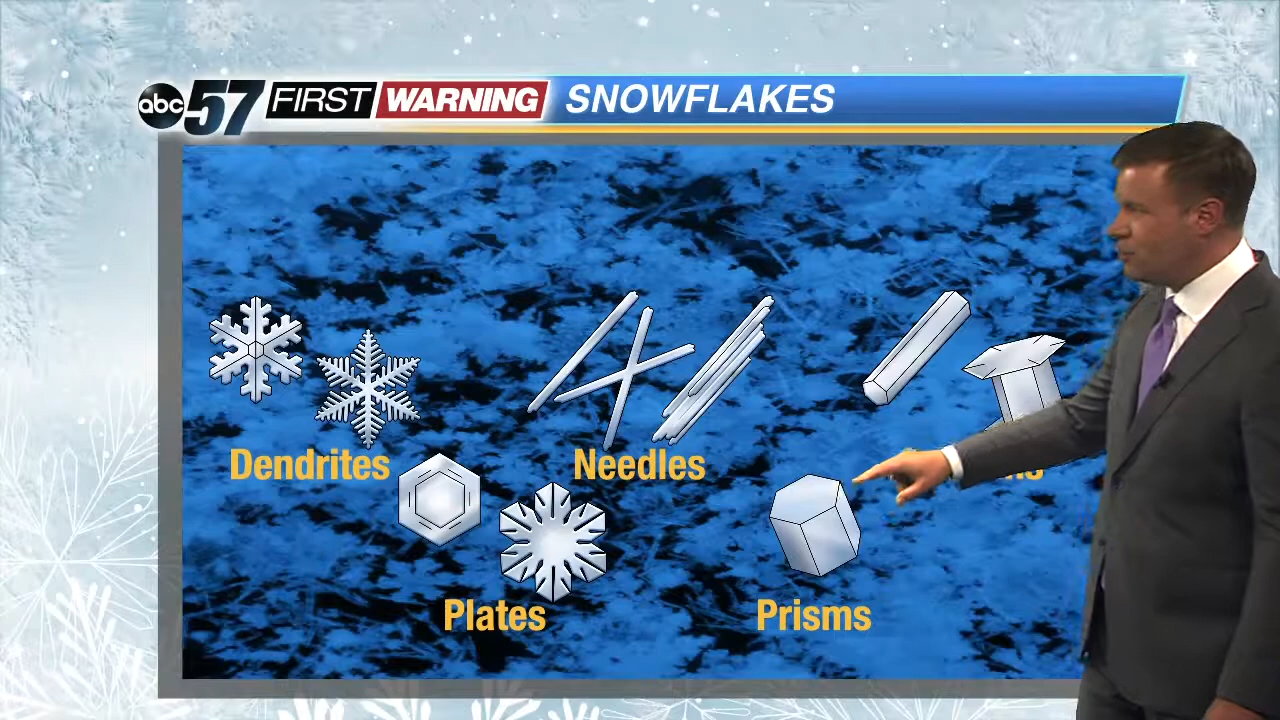 abc 57 FIRST WARNING SNOWFLAKES
Dendrites
Needles
Plates
Prisms